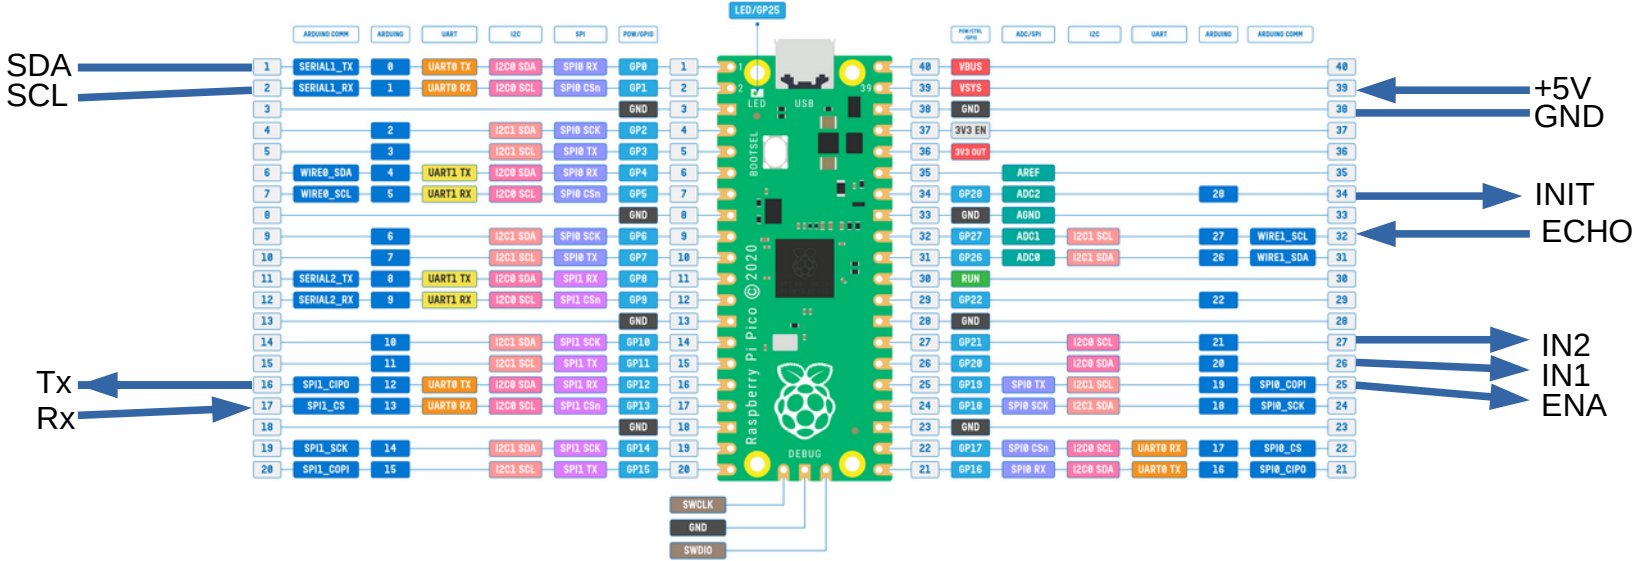 LED/GP25
ARDUINO COMM ARDUINO UART I2C SPI POW/GPIO POW/CTRL /GPIO ADC/SPI I2C UART ARDUINO ARDUINO COMM
SDA 1 SERIAL1_TX 0 UART0 TX I2C0 SDA SPI0 RX GP0 1 1 40 VBUS 40
SCL 2 SERIAL1_RX 1 UART0 RX I2C0 SCL SPI0 CSn GP1 2 2 39 39 VSYS 39 +5V
LED USB
3 GND 3 38 GND 38 GND
4 2 I2C1 SDA SPI0 SCK GP2 4 37 3V3 EN 37
5 3 I2C1 SCL SPI0 TX GP3 5 36 3V3 OUT 36
BOOTSEL
6 WIRE0_SDA 4 UART1 TX I2C0 SDA SPI0 RX GP4 6 35 AREF 35
7 WIRE0_SCL 5 UART1 RX I2C0 SCL SPI0 CSn GP5 7 34 GP28 ADC2 28 34 INIT
8 GND 8 33 GND AGND 33
9 6 I2C1 SDA SPI0 SCK GP6 9 32 GP27 ADC1 I2C1 SCL 27 WIRE1_SCL 32 ECHO
10 7 I2C1 SCL SPI0 TX GP7 10 31 GP26 ADC0 I2C1 SDA 26 WIRE1_SDA 31
11 SERIAL2_TX 8 UART1 TX I2C0 SDA SPI1 RX GP8 11 30 RUN 30
12 SERIAL2_RX 9 UART1 RX I2C0 SCL SPI1 CSn GP9 12 29 GP22 22 29
13 GND 13 28 GND 28
Raspberry Pi Pico © 2020
14 10 I2C1 SDA SPI1 SCK GP10 14 27 GP21 I2C0 SCL 21 27 IN2
15 11 I2C1 SCL SPI1 TX GP11 15 26 GP20 I2C0 SDA 20 26 IN1
Tx 16 SPI1_CIPO 12 UART0 TX I2C0 SDA SPI1 RX GP12 16 25 GP19 SPI0 TX I2C1 SCL 19 SPI0_COPI 25 ENA
Rx 17 SPI1_CS 13 UART0 RX I2C0 SCL SPI1 CSn GP13 17 24 GP18 SPI0 SCK I2C1 SDA 18 SPI0_SCK 24
18 GND 18 23 GND 23
19 SPI1_SCK 14 I2C1 SDA SPI1 SCK GP14 19 22 GP17 SPI0 CSn I2C0 SCL UART0 RX 17 SPI0_CS 22
DEBUG
20 SPI1_COPI 15 I2C1 SCL SPI1 TX GP15 20 21 GP16 SPI0 RX I2C0 SDA UART0 TX 16 SPI0_CIPO 21
SWCLK
GND
SWDIO